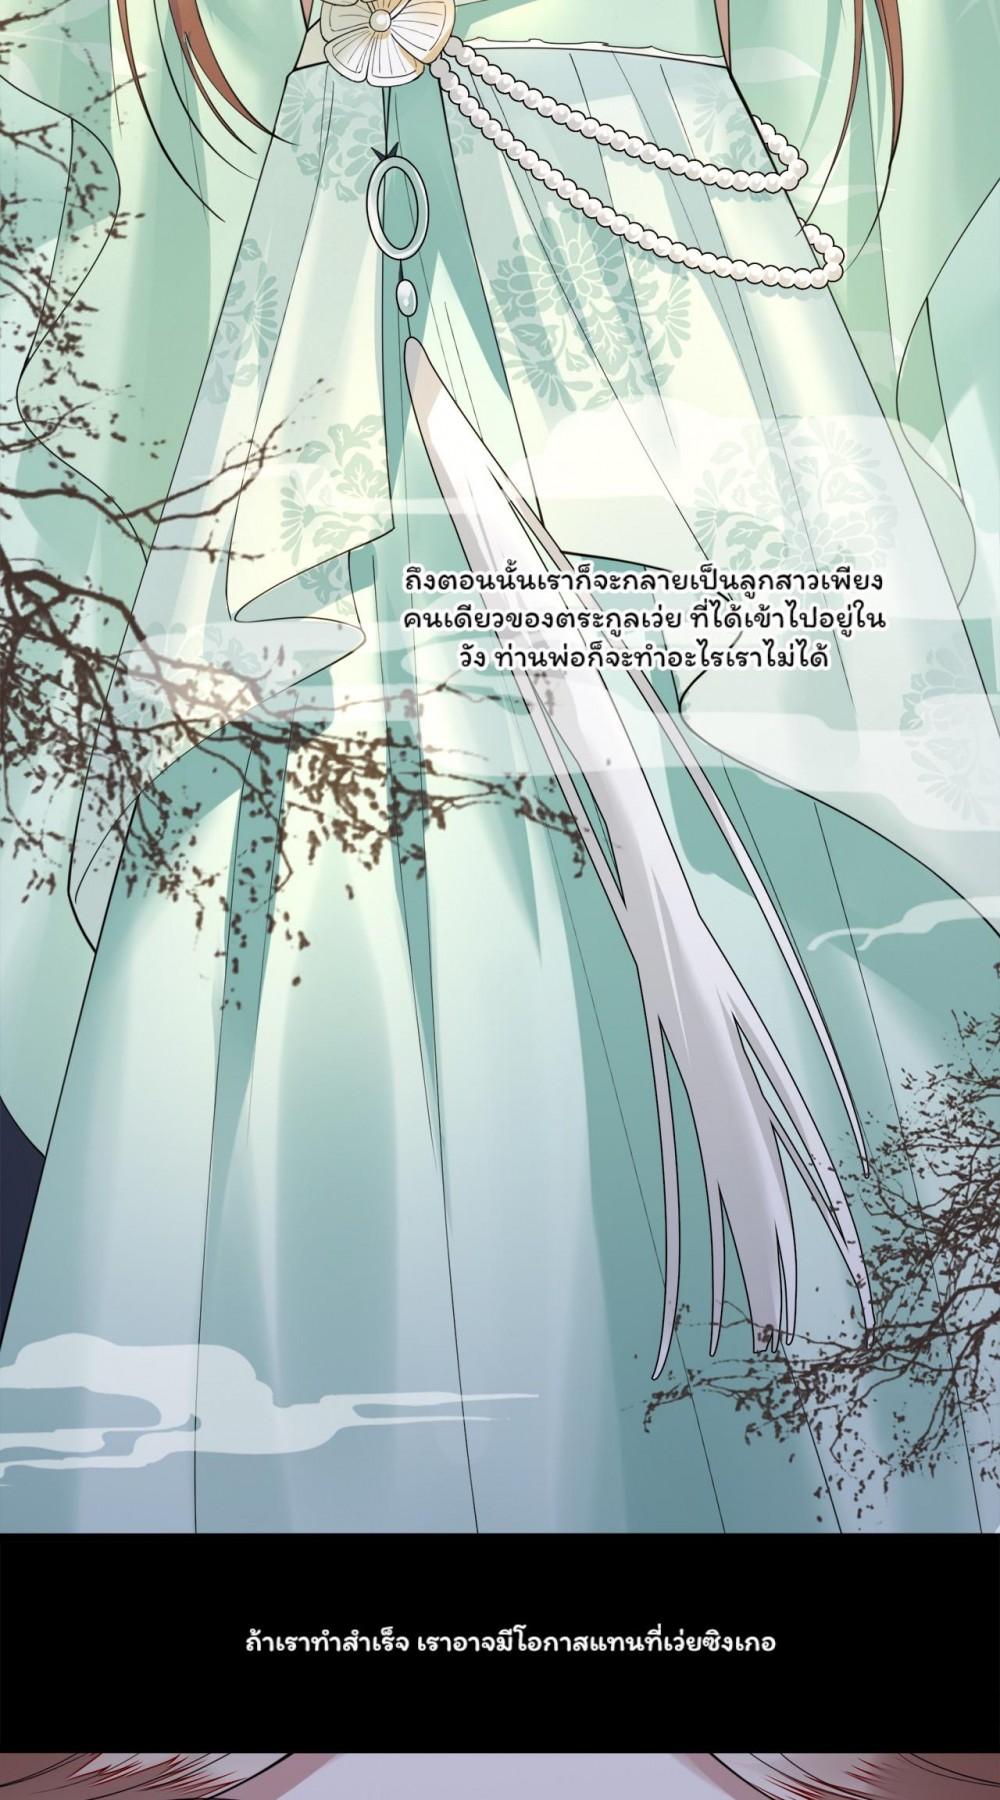 ถึงตอนนั้นเราก็จะกลายเป็นลูกสาวเพียง
คนเดียวของตระกูลเว่ย ที่ได้เข้าไปอยู่ใน
วัง ท่านพ่อก็จะทำอะไรเราไม่ได้
ถ้าเราทำสำเร็จ เราอาจมีโอกาสแทนที่เว่ยซิงเกอ